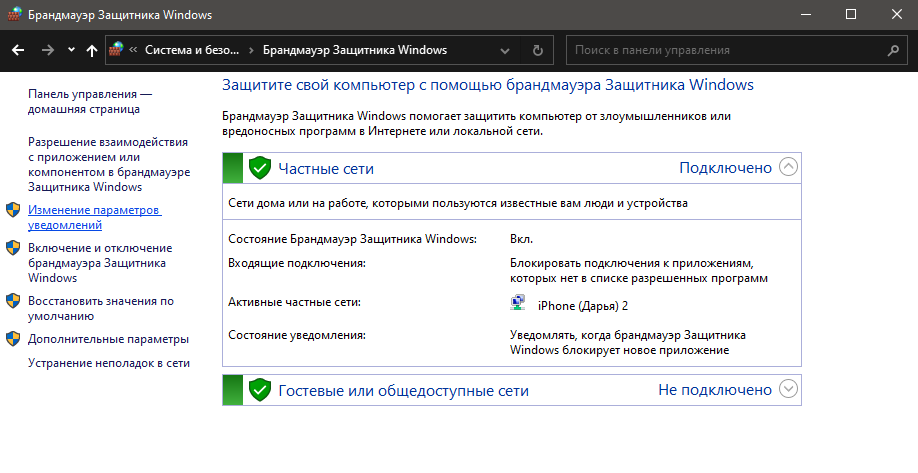 Брандмауэр Защитника Windows
Система и безо...
Брандмауэр Защитника Windows
Поиск в панели управления
Панель управления —
домашняя страница
Разрешение взаимодействия
с приложением или
компонентом в брандмауэре
Защитника Windows
Изменение параметров
уведомлений
Включение и отключение
брандмауэра Защитника
Windows
Восстановить значения по
умолчанию
Дополнительные параметры
Устранение неполадок в сети
Защитите свой компьютер с помощью брандмауэра Защитника Windows
Брандмауэр Защитника Windows помогает защитить компьютер от злоумышленников или
вредоносных программ в Интернете или локальной сети.
Частные сети
Подключено
Сети дома или на работе, которыми пользуются известные вам люди и устройства
Состояние Брандмауэр Защитника Windows:
Вкл.
Входящие подключения:
Блокировать подключения к приложениям,
которых нет в списке разрешенных программ
Активные частные сети:
iPhone (Дарья) 2
Состояние уведомления:
Уведомлять, когда брандмауэр Защитника
Windows блокирует новое приложение
Гостевые или общедоступные сети
Не подключено